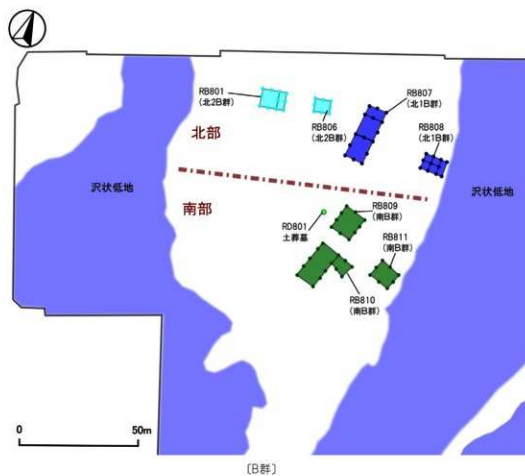 RB801
(北2B群)
RB806
(北2B群)
RB807
(北1B群)
RB808
(北1B群)
北部
沢状低地
沢状低地
南部
RD801
土葬墓
RB809
(南B群)
RB811
(南B群)
RB810
(南B群)
0
50m
〔B群〕